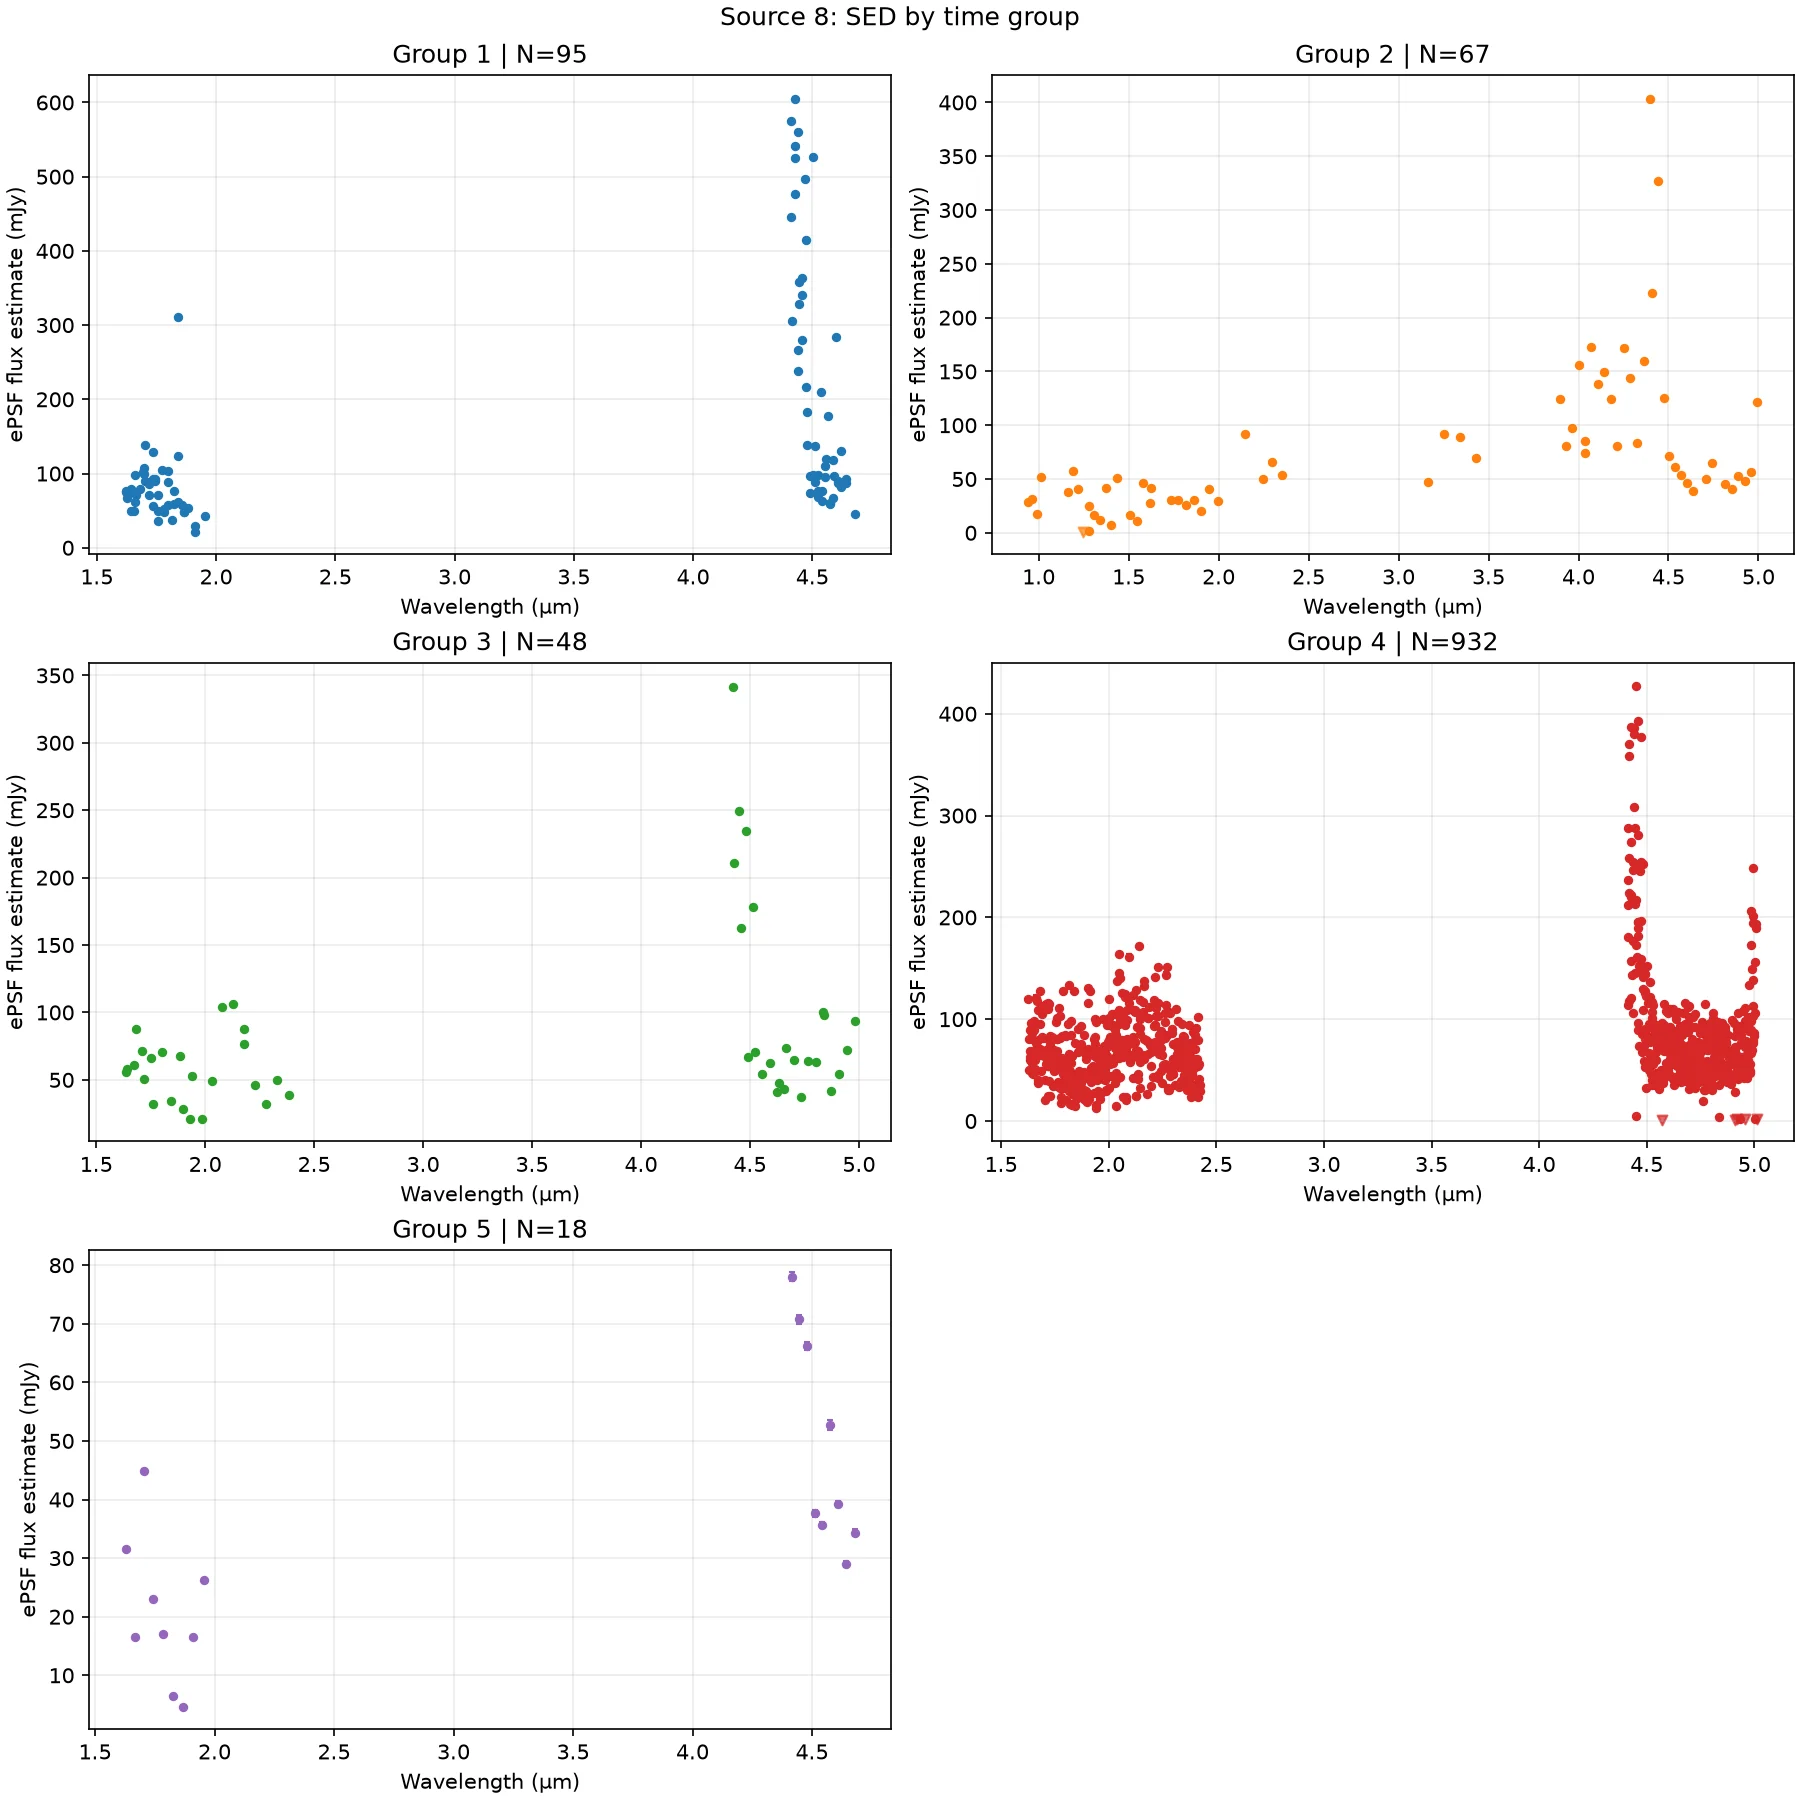 Source 8: SED by time group
Group 1 | N=95
600
500
400
300
200
100
0
ePSF flux estimate (mJy)
1.5 2.0 2.5 3.0 3.5 4.0 4.5
Wavelength (μm)
Group 2 | N=67
400
350
300
250
200
150
100
50
0
ePSF flux estimate (mJy)
1.0 1.5 2.0 2.5 3.0 3.5 4.0 4.5 5.0
Wavelength (μm)
Group 3 | N=48
350
300
250
200
150
100
50
ePSF flux estimate (mJy)
1.5 2.0 2.5 3.0 3.5 4.0 4.5 5.0
Wavelength (μm)
Group 4 | N=932
400
300
200
100
0
ePSF flux estimate (mJy)
1.5 2.0 2.5 3.0 3.5 4.0 4.5 5.0
Wavelength (μm)
Group 5 | N=18
80
70
60
50
40
30
20
10
ePSF flux estimate (mJy)
1.5 2.0 2.5 3.0 3.5 4.0 4.5
Wavelength (μm)